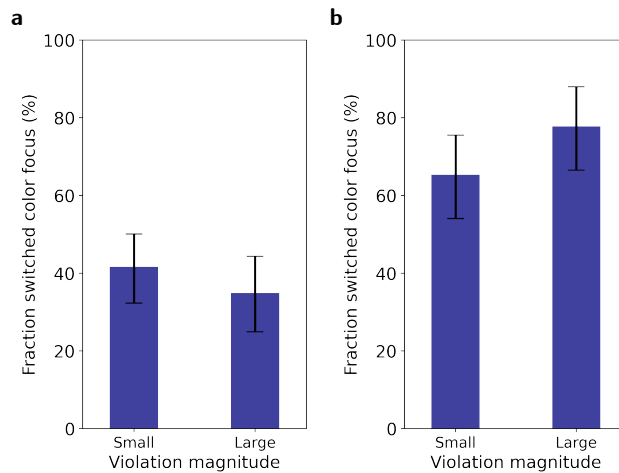 a
100
80
60
40
20
0
Fraction switched color focus (%)
Small Large
Violation magnitude
b
100
80
60
40
20
0
Fraction switched color focus (%)
Small Large
Violation magnitude